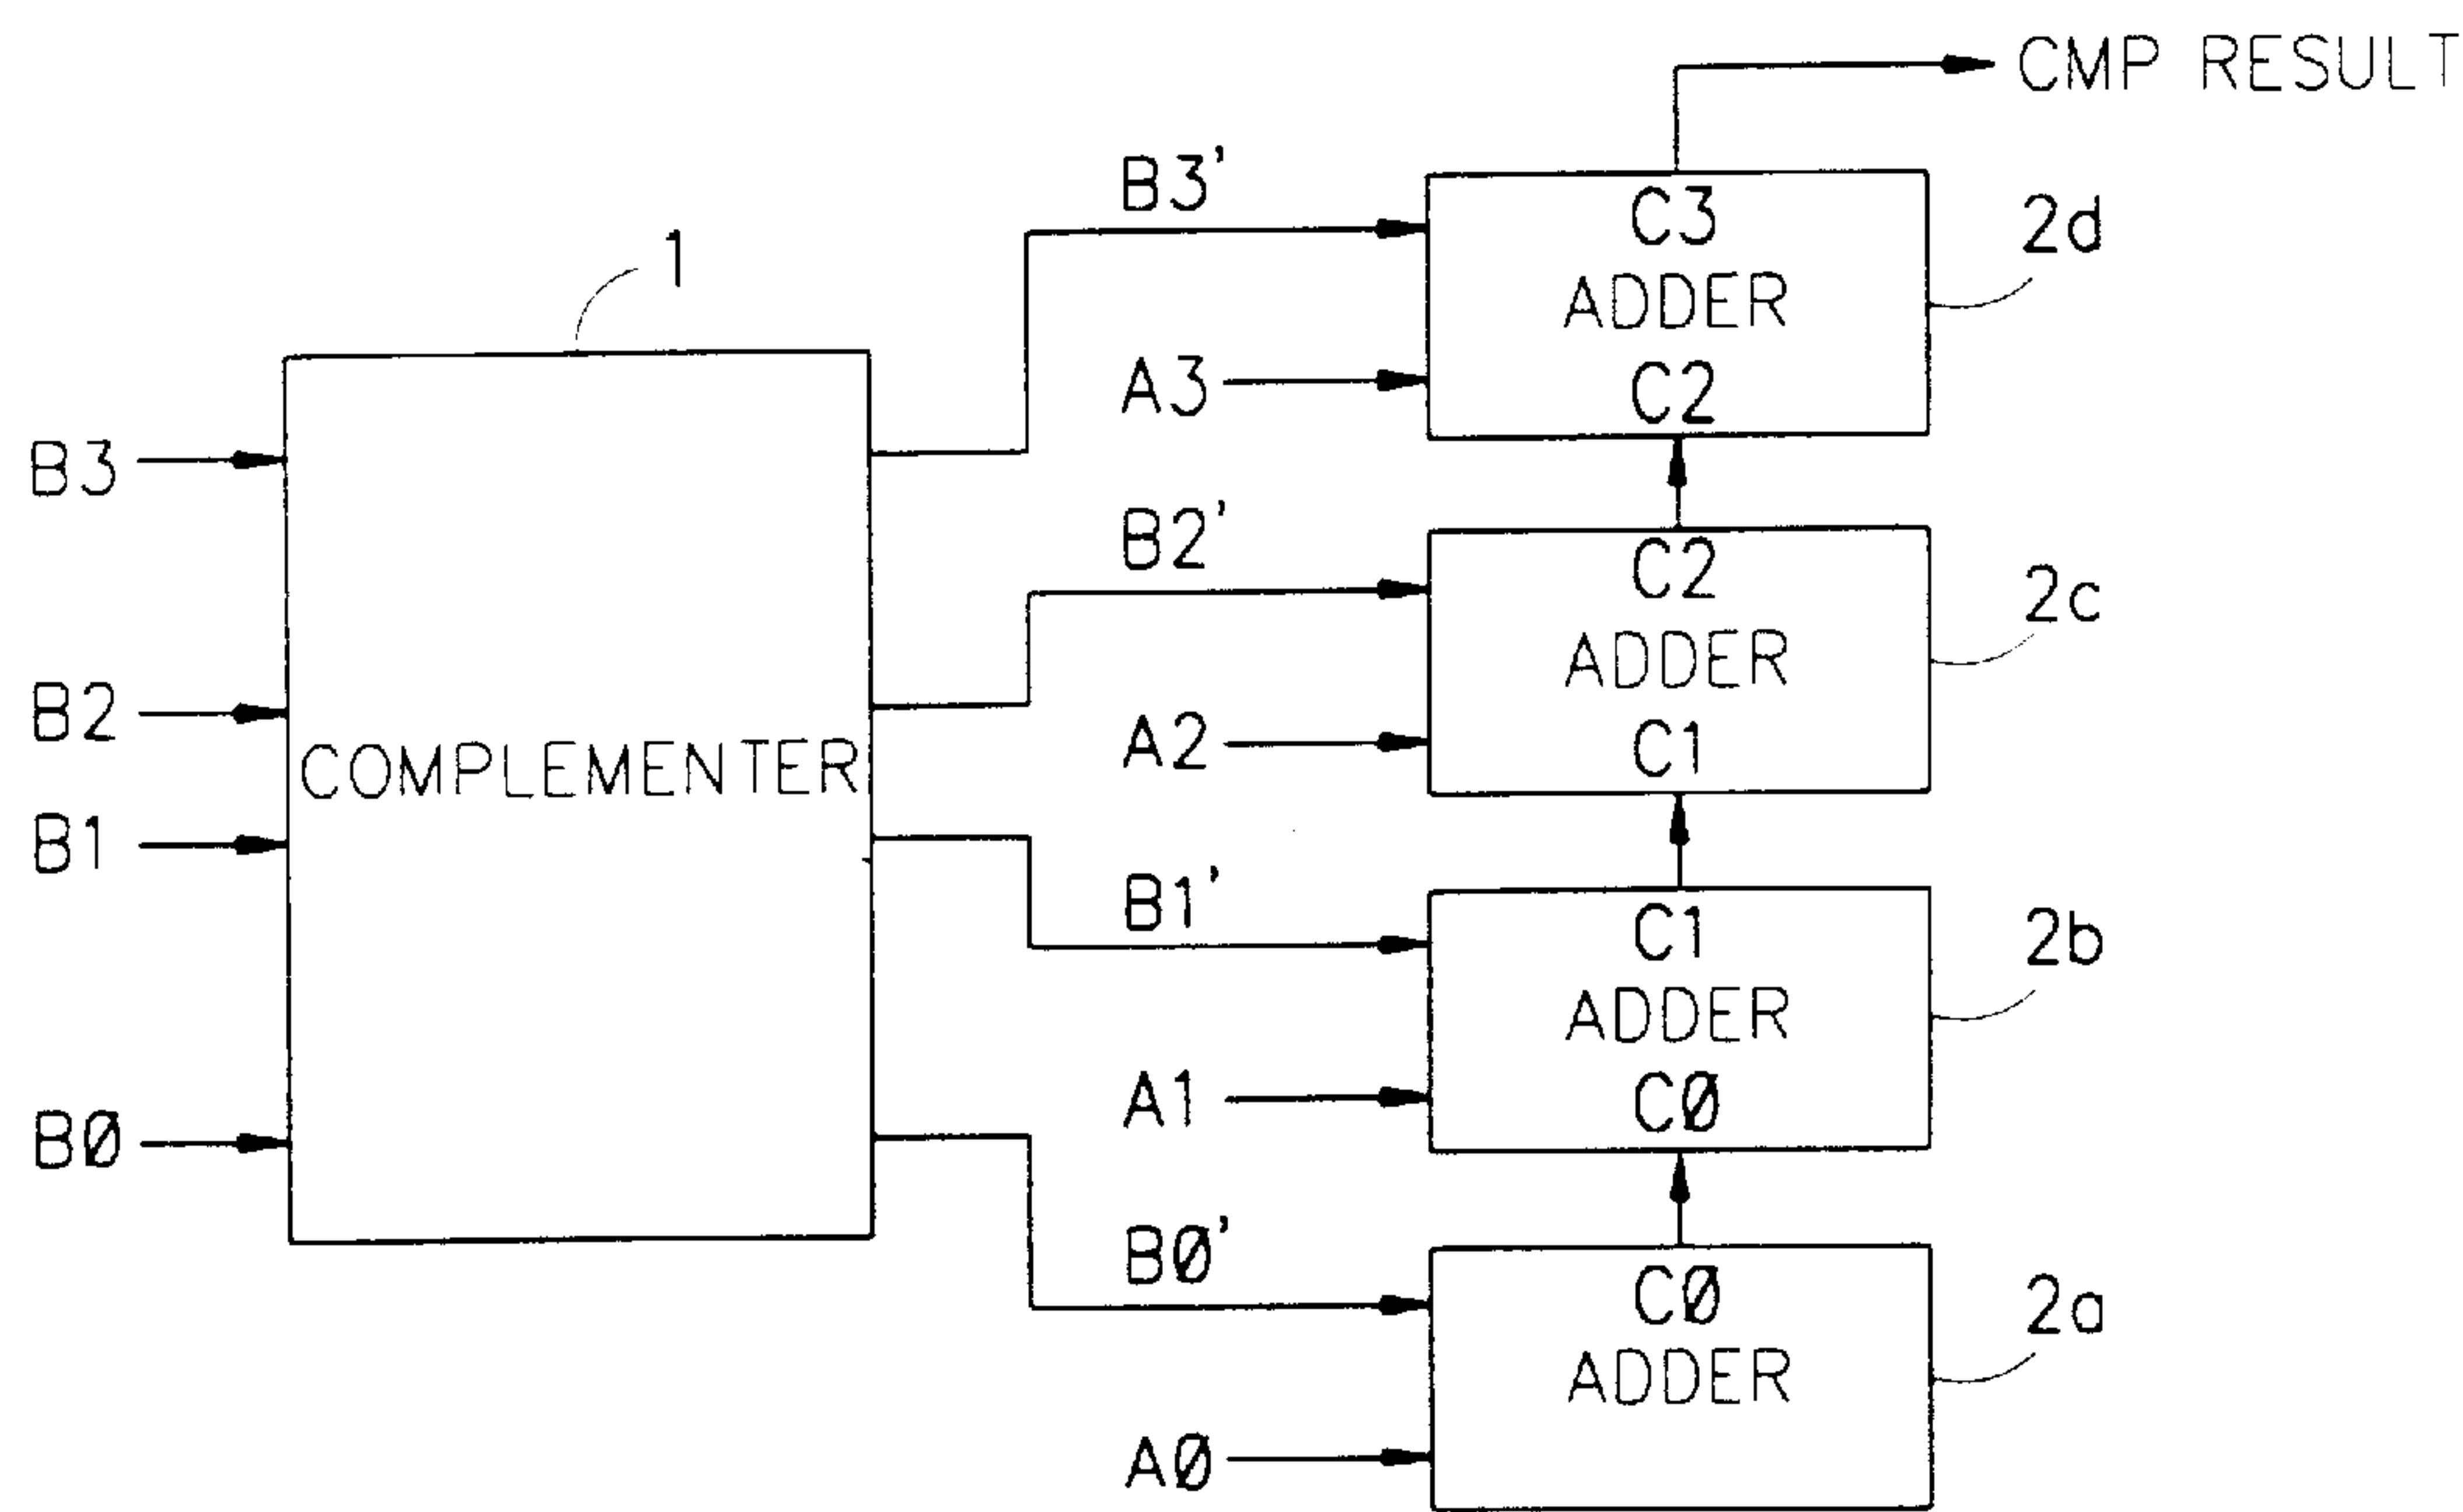 CMP RESULT
B3'
C3
2d
1
ADDER
A3
C2
B3
B2'
C2
2c
ADDER
B2
A2
C1
COMPLEMENTER
B1
B1'
C1
2b
ADDER
A1
CØ
BØ
BØ'
CØ
2a
ADDER
AØ